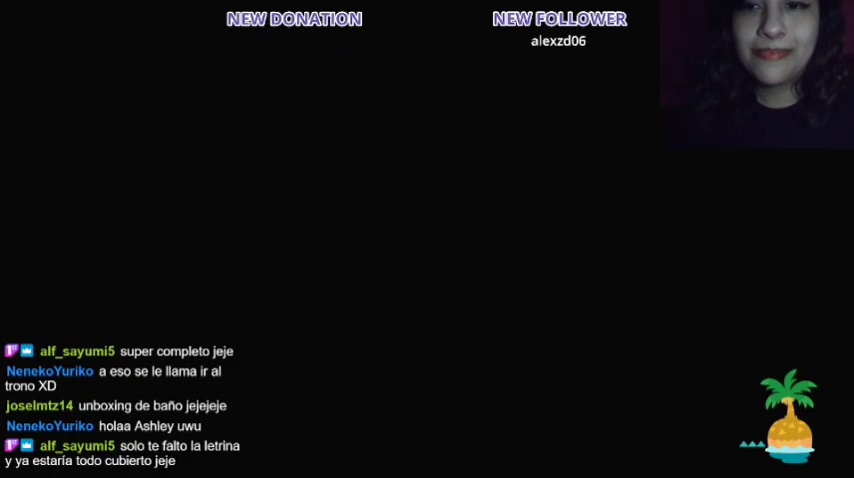 NEW DONATION
NEW FOLLOWER
alexzd06
alf_sayumi5 super completo jeje
NenekoYuriko a eso se le llama ir al
trono XD
joselmtz14 unboxing de baño jejejeje
NenekoYuriko holaa Ashley uwu
alf_sayumi5 solo te falto la letrina
y ya estaría todo cubierto jeje